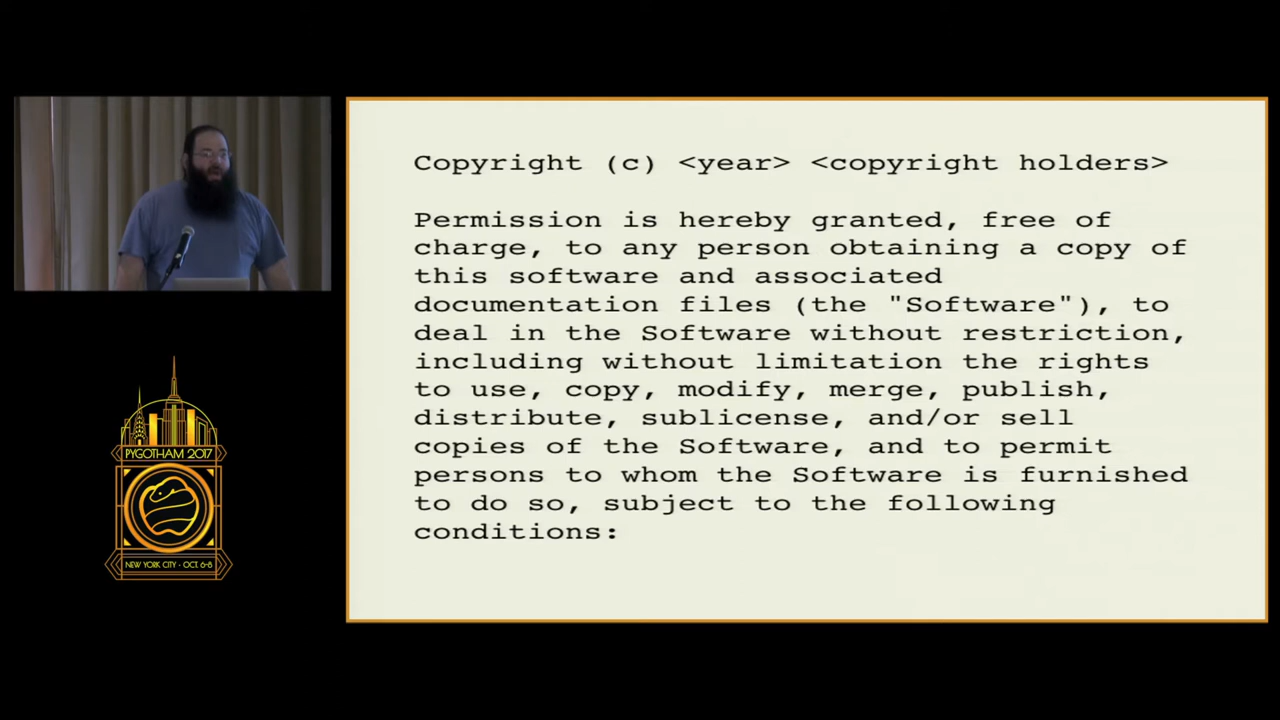 Copyright (c) <year> <copyright holders>
Permission is hereby granted, free of
charge, to any person obtaining a copy of
this software and associated
documentation files (the "Software"), to
deal in the Software without restriction,
including without limitation the rights
to use, copy, modify, merge, publish,
distribute, sublicense, and/or sell
copies of the Software, and to permit
persons to whom the Software is furnished
to do so, subject to the following
conditions:
PYGOTHAM 2017
NEW YORK CITY • OCT. 6-8